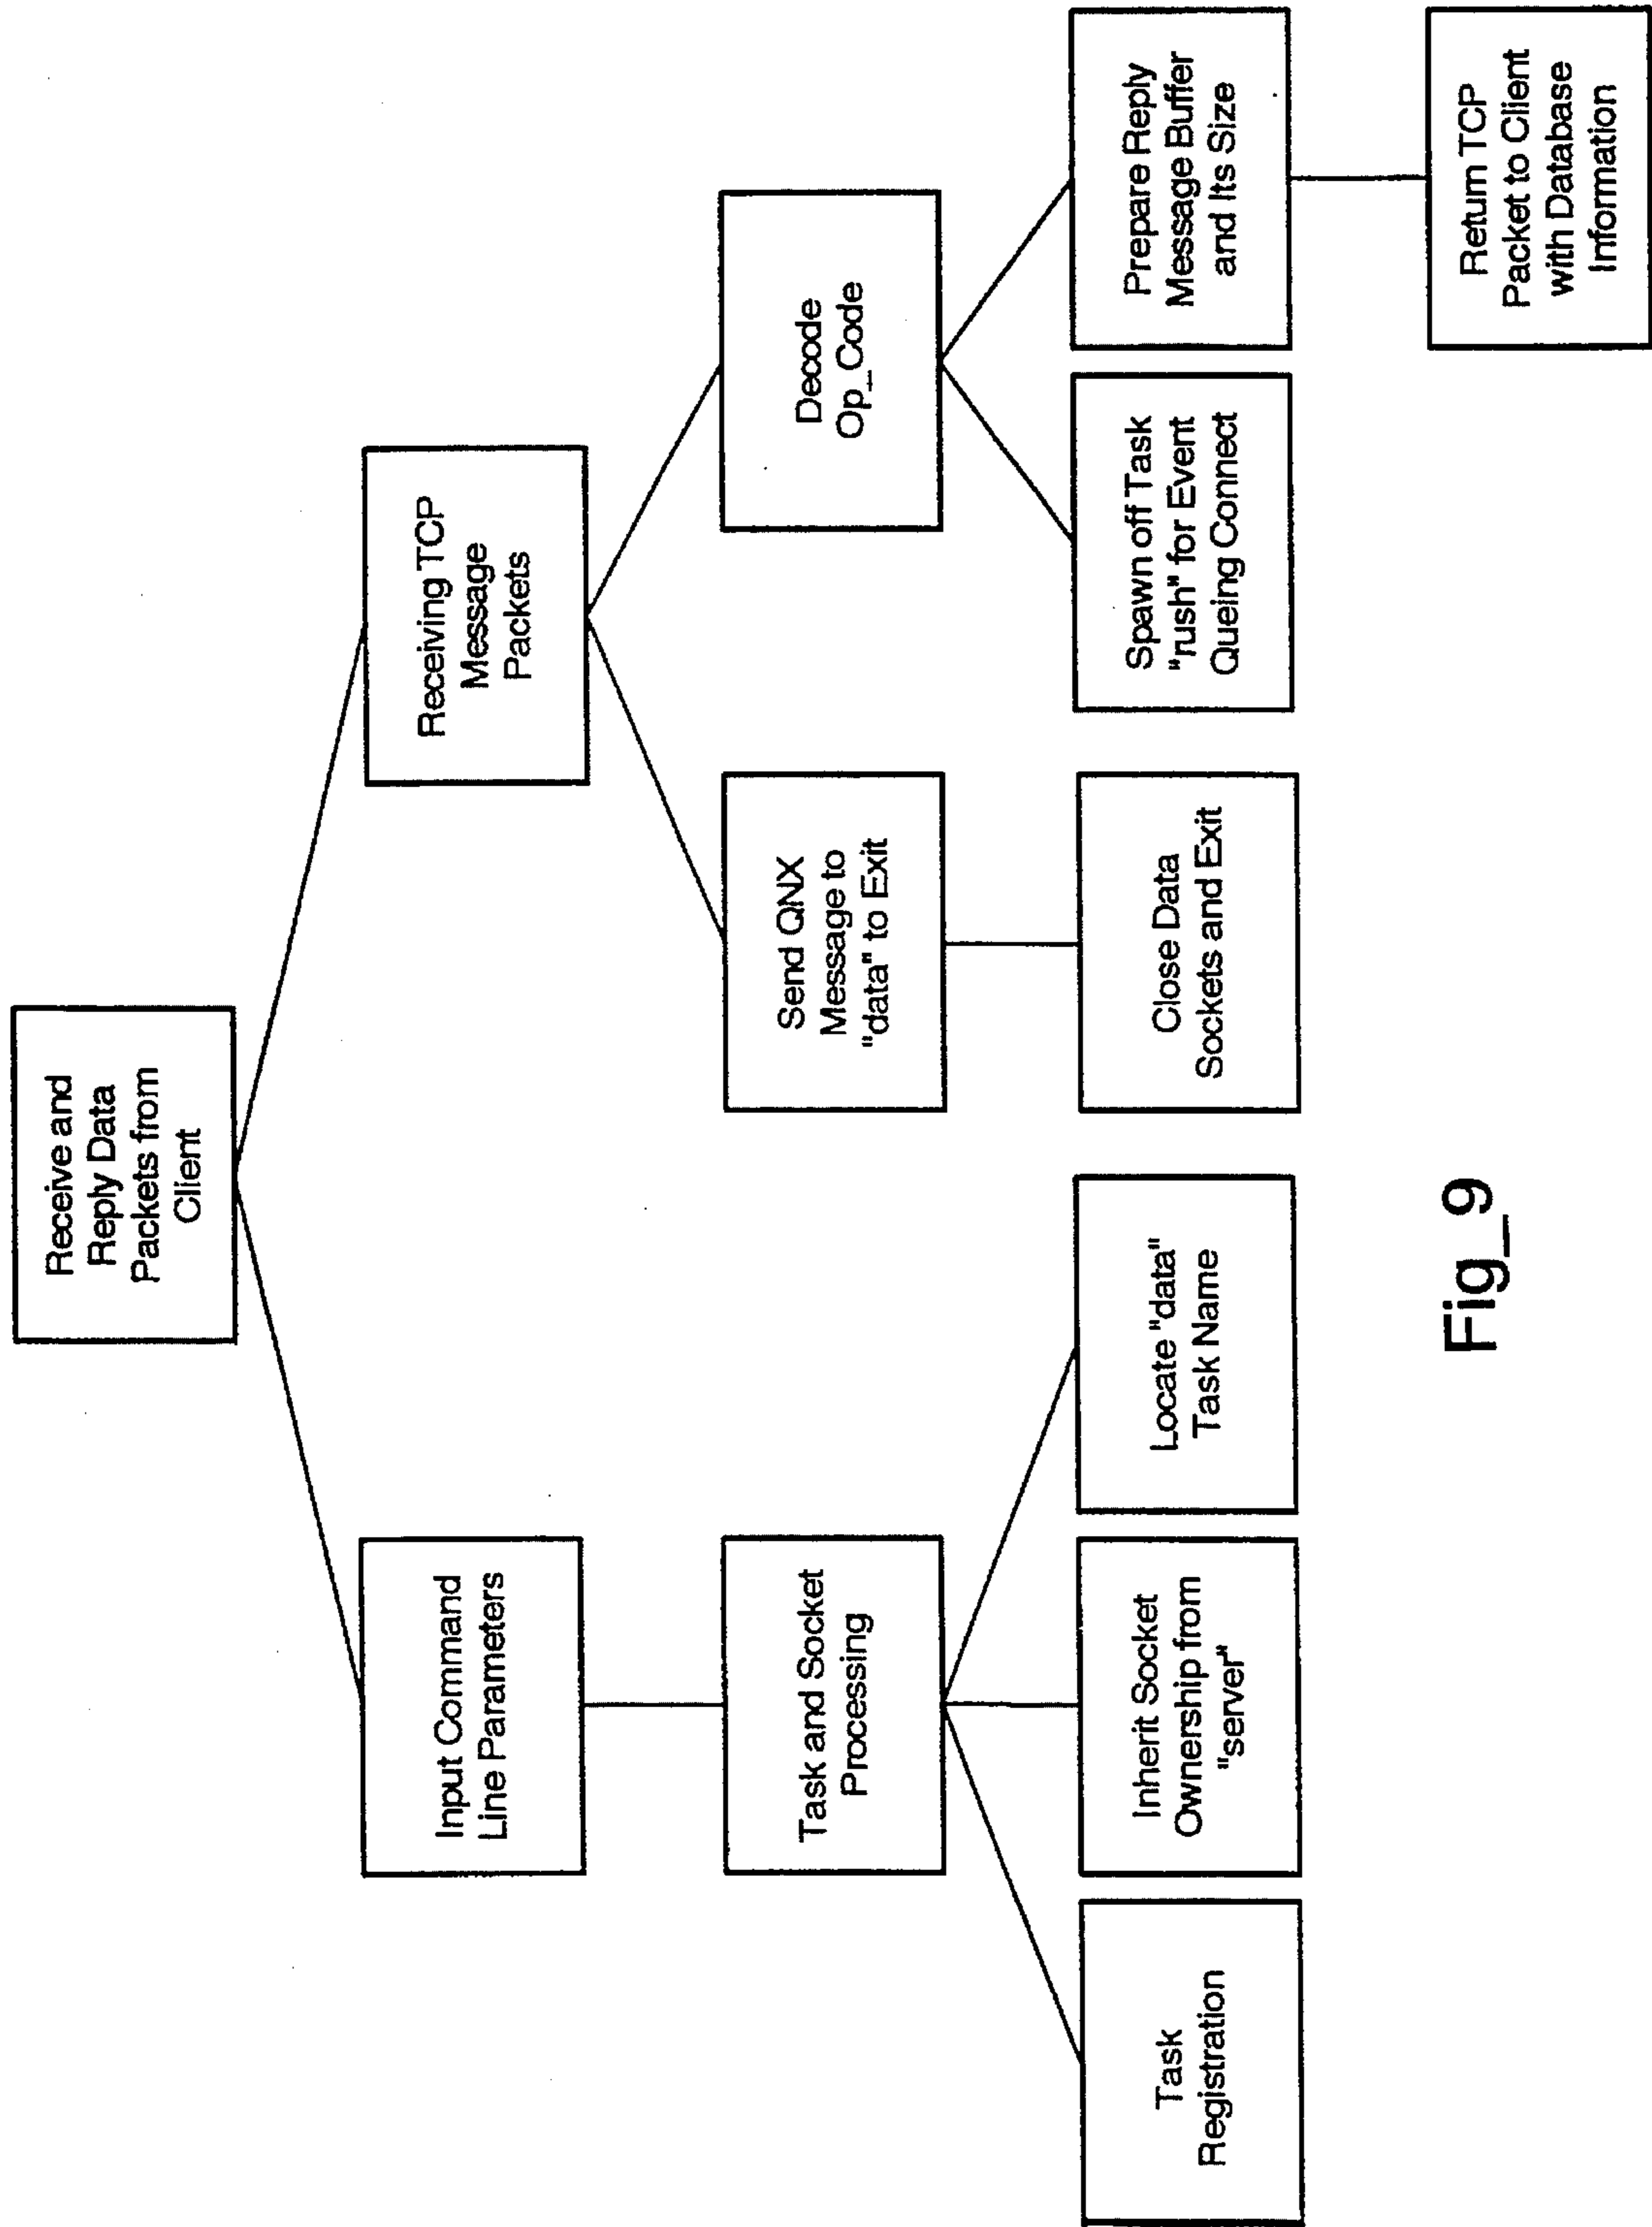 Receive and
Reply Data
Packets from
Client
Input Command
Line Parameters
Receiving TCP
Message
Packets
Task and Socket
Processing
Send QNX
Message to
"data" to Exit
Decode
Op_Code
Task
Registration
Inherit Socket
Ownership from
"server"
Locate "data"
Task Name
Close Data
Sockets and Exit
Spawn off Task
"rush" for Event
Queing Connect
Prepare Reply
Message Buffer
and Its Size
Return TCP
Packet to Client
with Database
Information
Fig_9